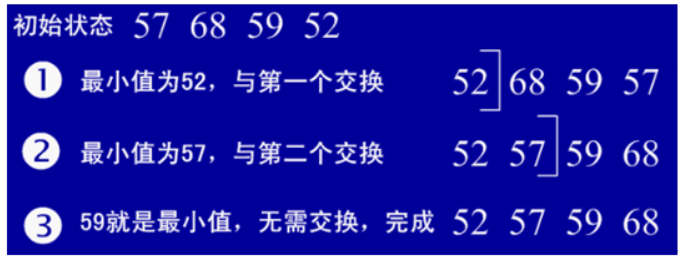 初始状态 57 68 59 52
1 最小值为52，与第一个交换 52 68 59 57
2 最小值为57，与第二个交换 52 57 59 68
3 59就是最小值，无需交换，完成 52 57 59 68